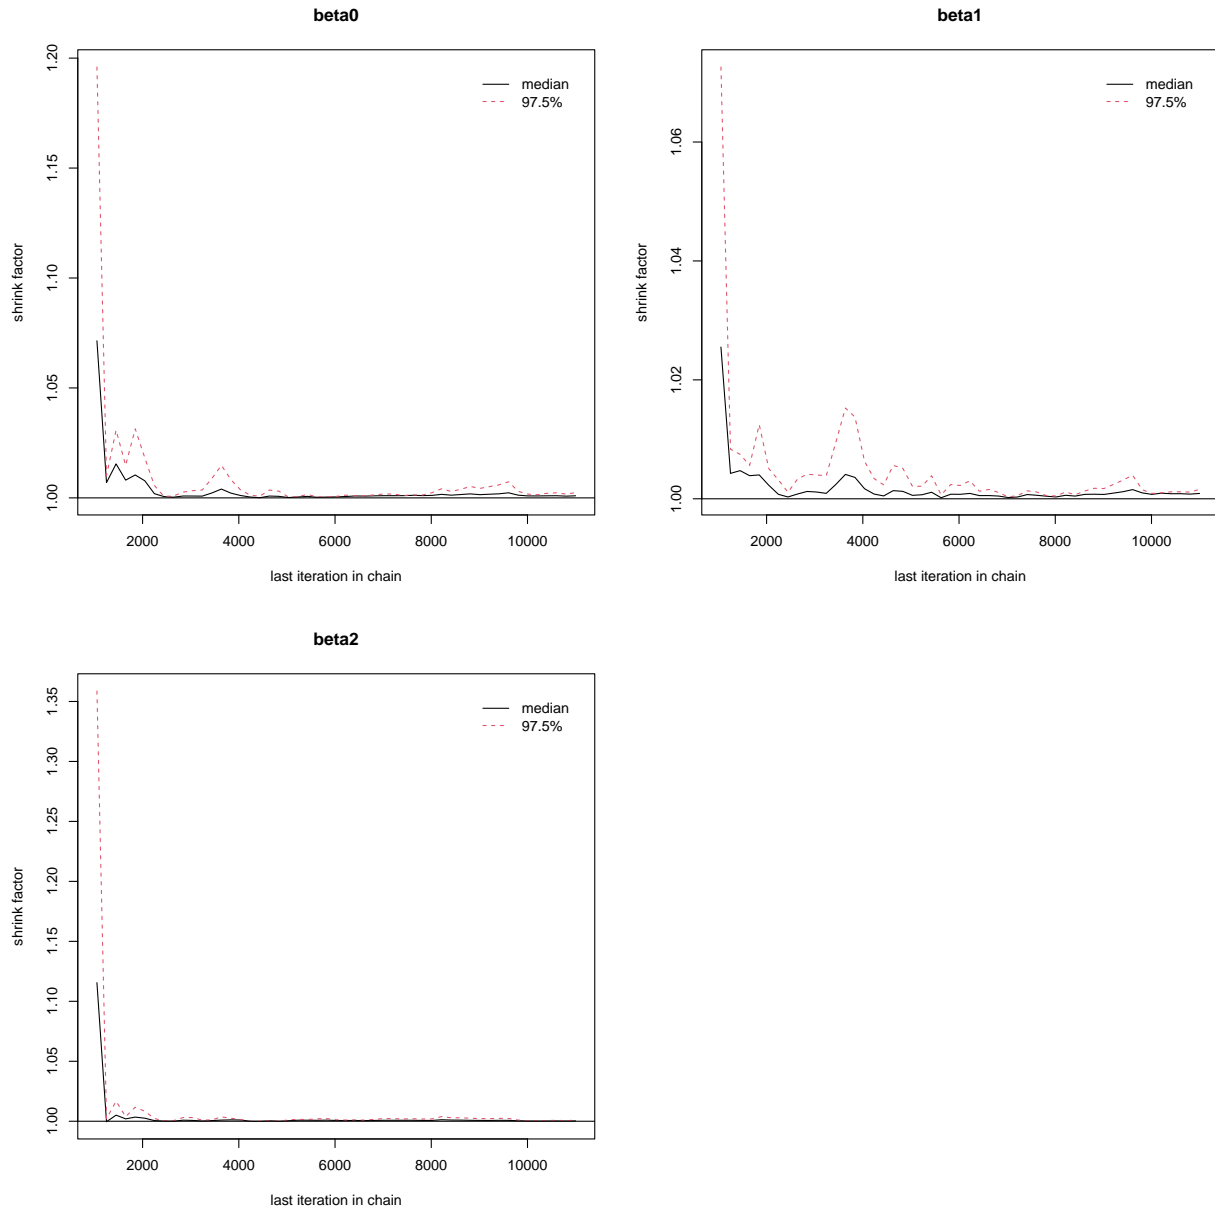 beta0
shrink factor
1.20
1.15
1.10
1.05
1.00
median
97.5%
2000 4000 6000 8000 10000
last iteration in chain
beta1
shrink factor
1.06
1.04
1.02
1.00
median
97.5%
2000 4000 6000 8000 10000
last iteration in chain
beta2
shrink factor
1.35
1.30
1.25
1.20
1.15
1.10
1.05
1.00
median
97.5%
2000 4000 6000 8000 10000
last iteration in chain